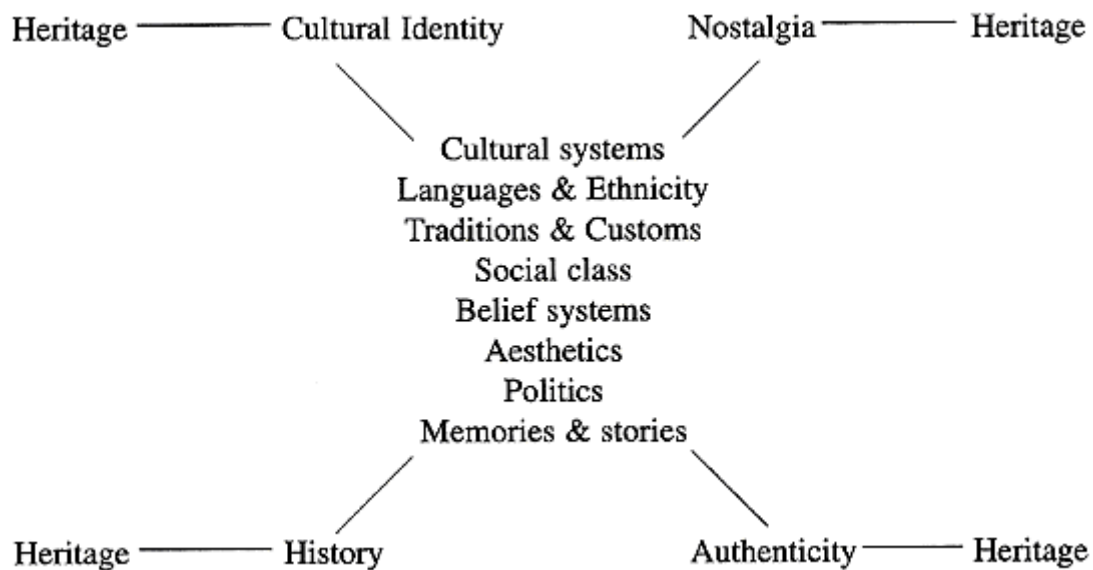 Heritage Cultural Identity Nostalgia Heritage
Cultural systems
Languages & Ethnicity
Traditions & Customs
Social class
Belief systems
Aesthetics
Politics
Memories & stories
Heritage History Authenticity Heritage